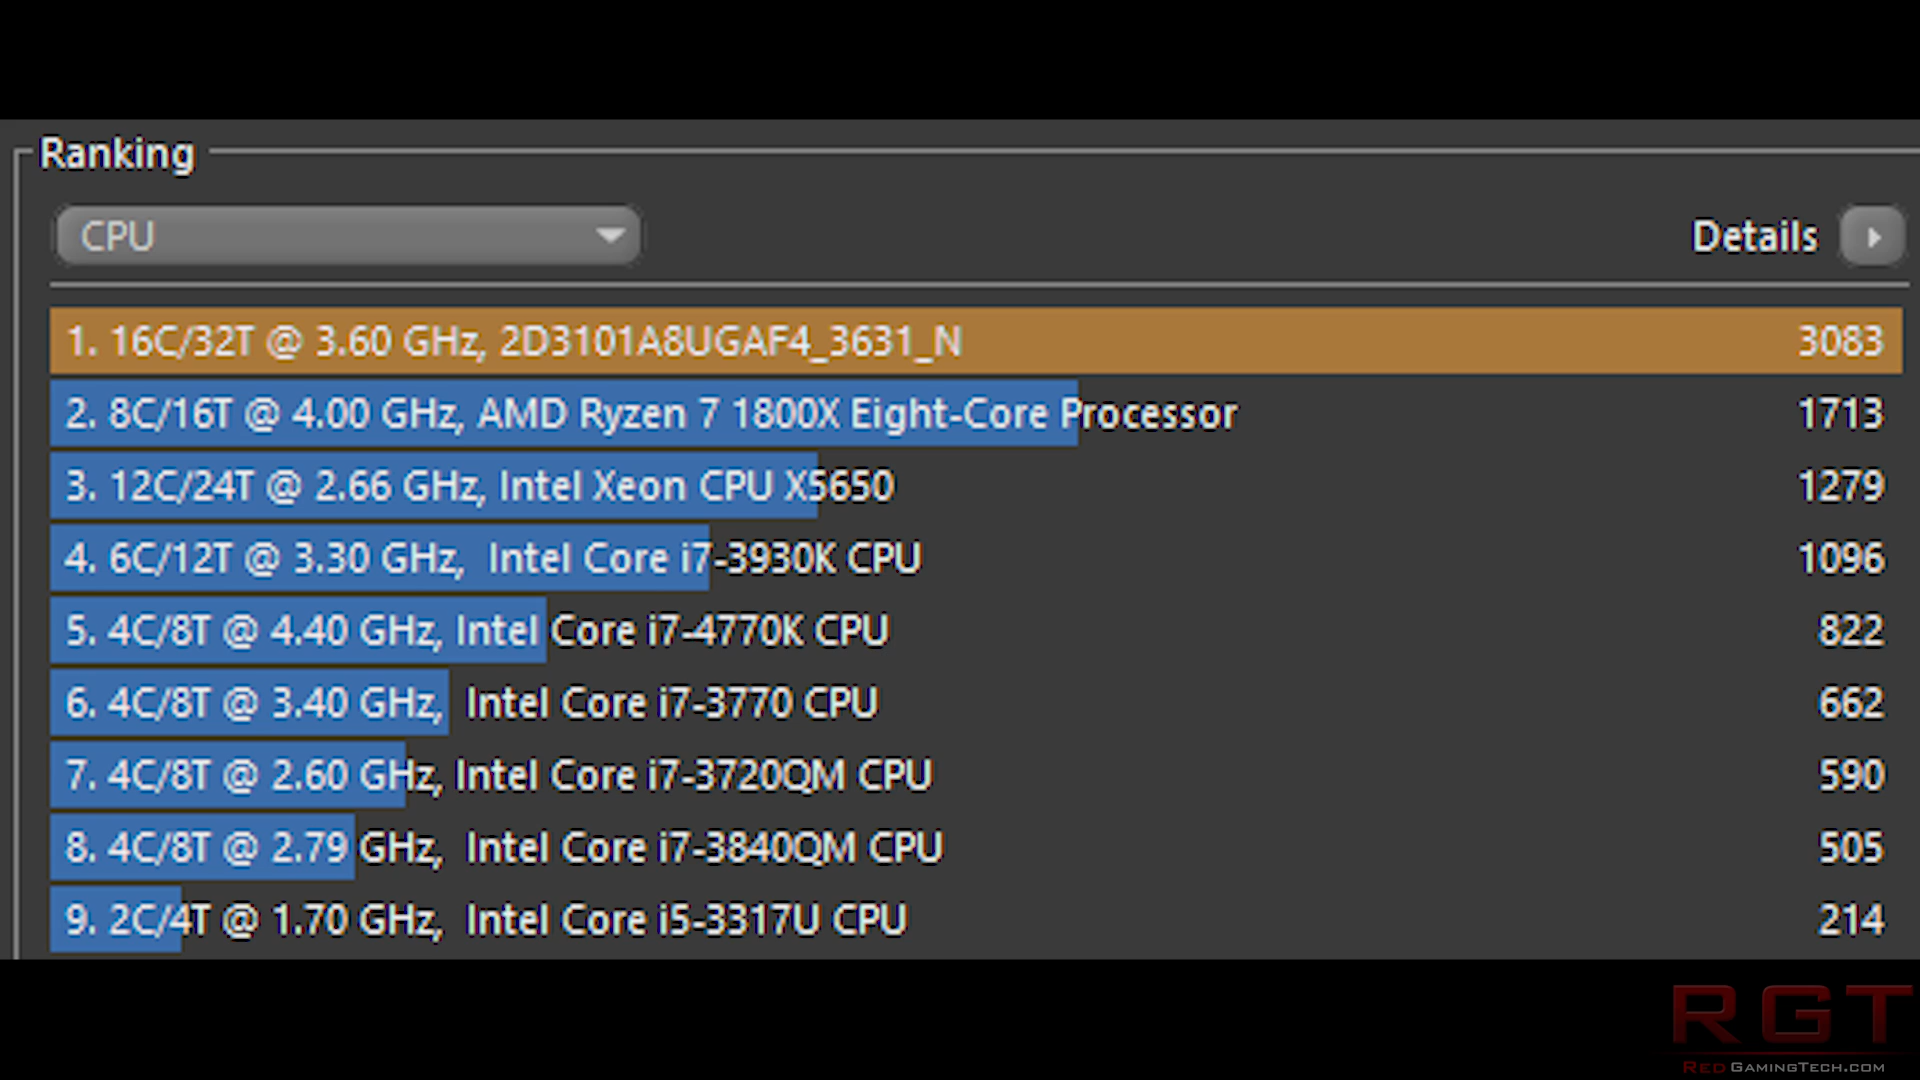 Ranking
CPU
Details
1. 16C/32T @ 3.60 GHz, 2D3101A8UGAF4_3631_N 3083
2. 8C/16T @ 4.00 GHz, AMD Ryzen 7 1800X Eight-Core Processor 1713
3. 12C/24T @ 2.66 GHz, Intel Xeon CPU X5650 1279
4. 6C/12T @ 3.30 GHz, Intel Core i7-3930K CPU 1096
5. 4C/8T @ 4.40 GHz, Intel Core i7-4770K CPU 822
6. 4C/8T @ 3.40 GHz, Intel Core i7-3770 CPU 662
7. 4C/8T @ 2.60 GHz, Intel Core i7-3720QM CPU 590
8. 4C/8T @ 2.79 GHz, Intel Core i7-3840QM CPU 505
9. 2C/4T @ 1.70 GHz, Intel Core i5-3317U CPU 214
RGT
RedGamingTech.com